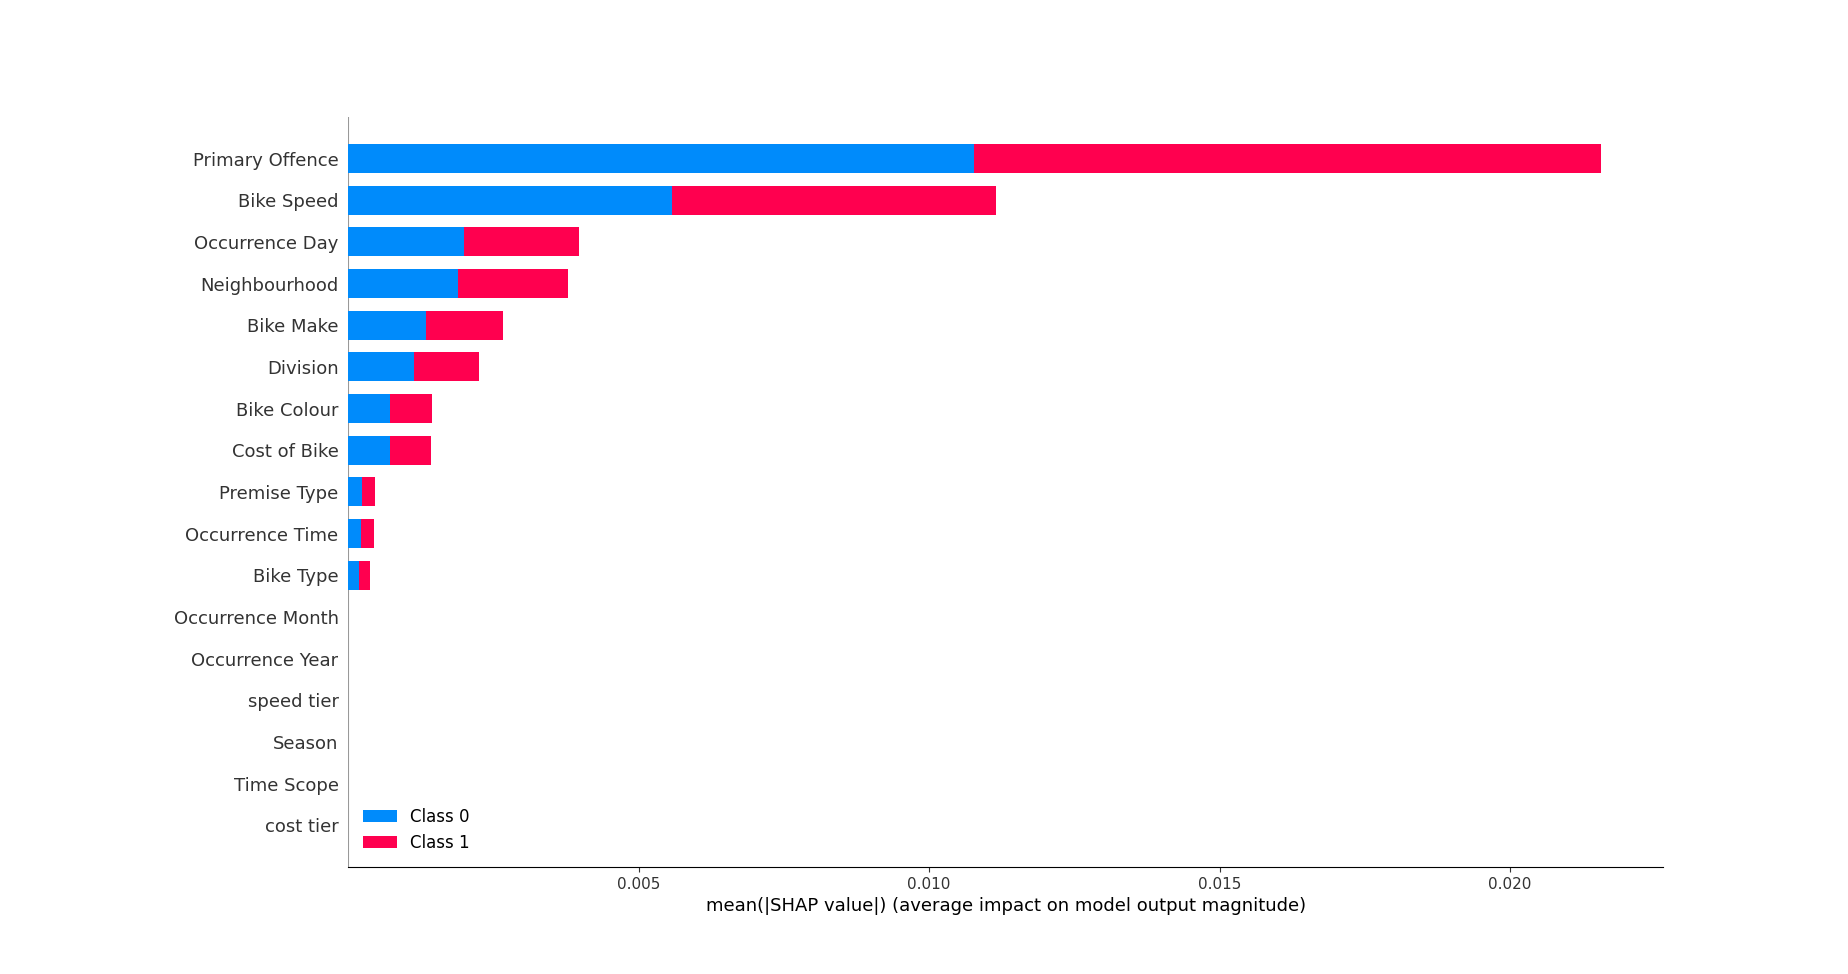 Primary Offence
Bike Speed
Occurrence Day
Neighbourhood
Bike Make
Division
Bike Colour
Cost of Bike
Premise Type
Occurrence Time
Bike Type
Occurrence Month
Occurrence Year
speed tier
Season
Time Scope
cost tier
Class 0
Class 1
0.005 0.010 0.015 0.020
mean(|SHAP value|) (average impact on model output magnitude)